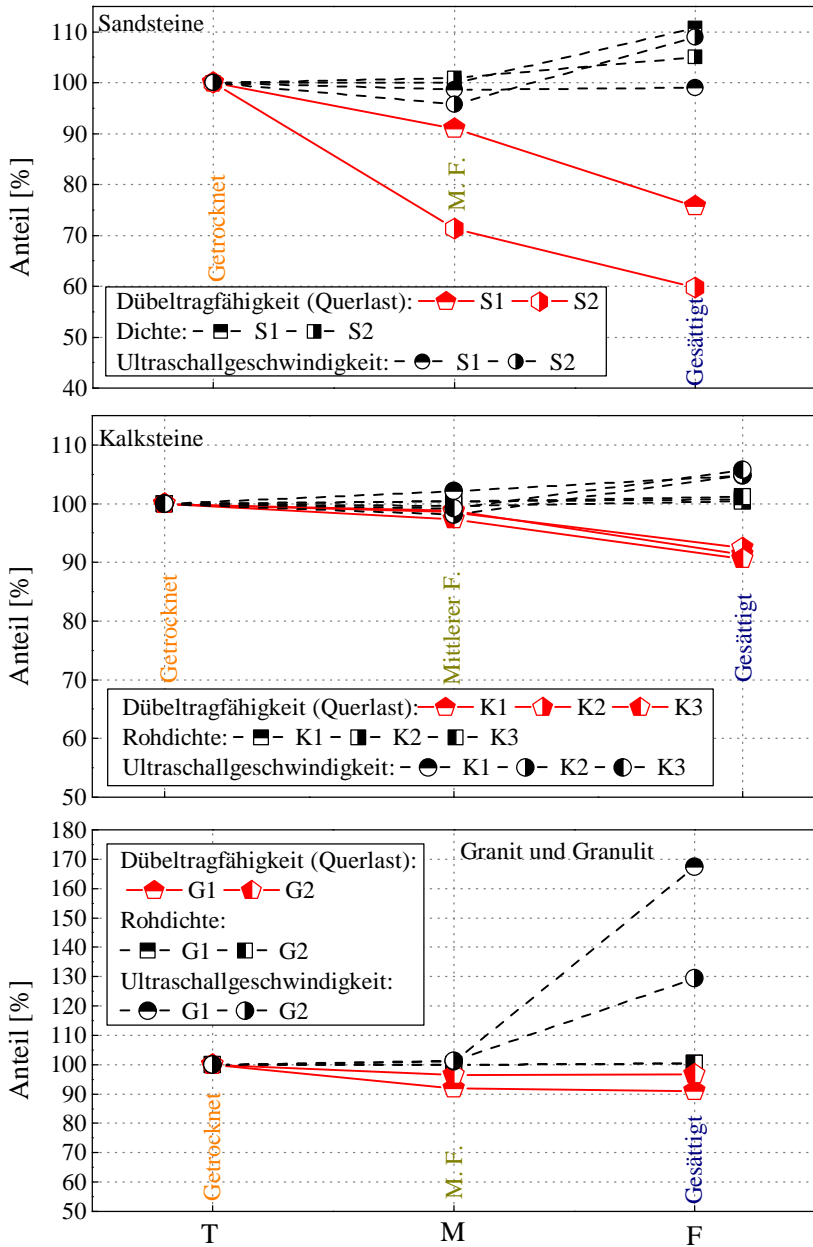 Sandsteine
110
100
90
80
70
60
50
40
Anteil [%]
Getrocknet
M. F.
Gesättigt
Dübeltragfähigkeit (Querlast): S1 S2
Dichte: S1 S2
Ultraschallgeschwindigkeit: S1 S2
Kalksteine
110
100
90
80
70
60
50
Anteil [%]
Getrocknet
Mittlerer F.
Gesättigt
Dübeltragfähigkeit (Querlast): K1 K2 K3
Rohdichte: K1 K2 K3
Ultraschallgeschwindigkeit: K1 K2 K3
Granit und Granulit
180
170
160
150
140
130
120
110
100
90
80
70
60
50
Anteil [%]
Dübeltragfähigkeit (Querlast):
G1 G2
Rohdichte:
G1 G2
Ultraschallgeschwindigkeit:
G1 G2
Getrocknet
M. F.
Gesättigt
T M F